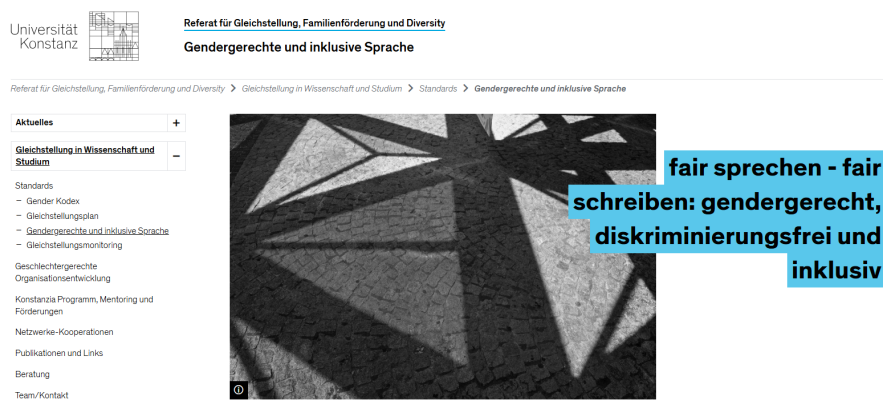 Universität
Konstanz
Referat für Gleichstellung, Familienförderung und Diversity
Gendergerechte und inklusive Sprache
Referat für Gleichstellung, Familienförderung und Diversity > Gleichstellung in Wissenschaft und Studium > Standards > Gendergerechte und inklusive Sprache
Aktuelles +
Gleichstellung in Wissenschaft und
Studium –
Standards
– Gender Kodex
– Gleichstellungsplan
– Gendergerechte und inklusive Sprache
– Gleichstellungsmonitoring
Geschlechtergerechte
Organisationsentwicklung
Konstanzia Programm, Mentoring und
Förderungen
Netzwerke-Kooperationen
Publikationen und Links
Beratung
Team/Kontakt
fair sprechen - fair
schreiben: gendergerecht,
diskriminierungsfrei und
inklusiv